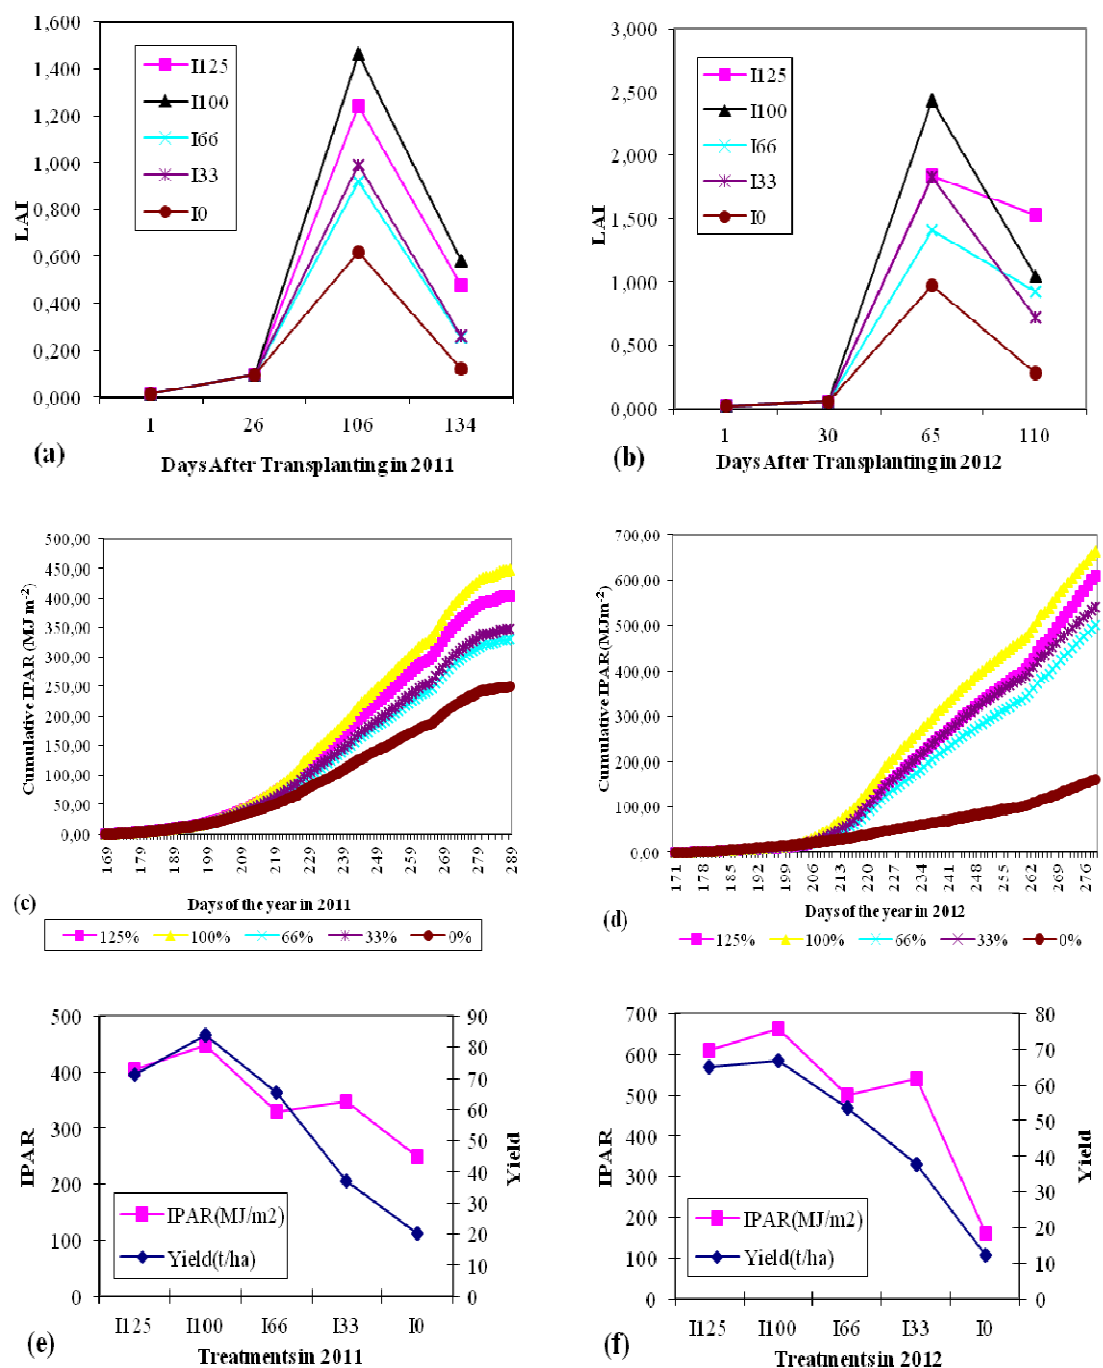 1,600
1,400
1,200
1,000
0,800
0,600
0,400
0,200
0,000
LAI
I125
I100
I66
I33
I0
1 26 106 134
(a)
Days After Transplanting in 2011
3,000
2,500
2,000
1,500
1,000
0,500
0,000
LAI
I125
I100
I66
I33
I0
1 30 65 110
(b)
Days After Transplanting in 2012
500,00
450,00
400,00
350,00
300,00
250,00
200,00
150,00
100,00
50,00
0,00
Cumulative IPAR (MJ m-2)
169 179 189 199 209 219 229 239 249 259 269 279 289
(c)
Days of the year in 2011
125% 100% 66% 33% 0%
700,00
600,00
500,00
400,00
300,00
200,00
100,00
0.00
Cumulative IPAR(MJm-2)
171 178 185 192 199 206 213 220 227 234 241 248 255 262 269 276
(d)
Days of the year in 2012
125% 100% 66% 33% 0%
500
400
300
200
100
0
IPAR
90
80
70
60
50
40
30
20
10
0
Yield
IPAR(MJ/m2)
Yield(t/ha)
I125 I100 I66 I33 I0
(e)
Treatments in 2011
700
600
500
400
300
200
100
0
IPAR
80
70
60
50
40
30
20
10
0
Yield
IPAR(MJ/m2)
Yield(t/ha)
I125 I100 I66 I33 I0
(f)
Treatments in 2012